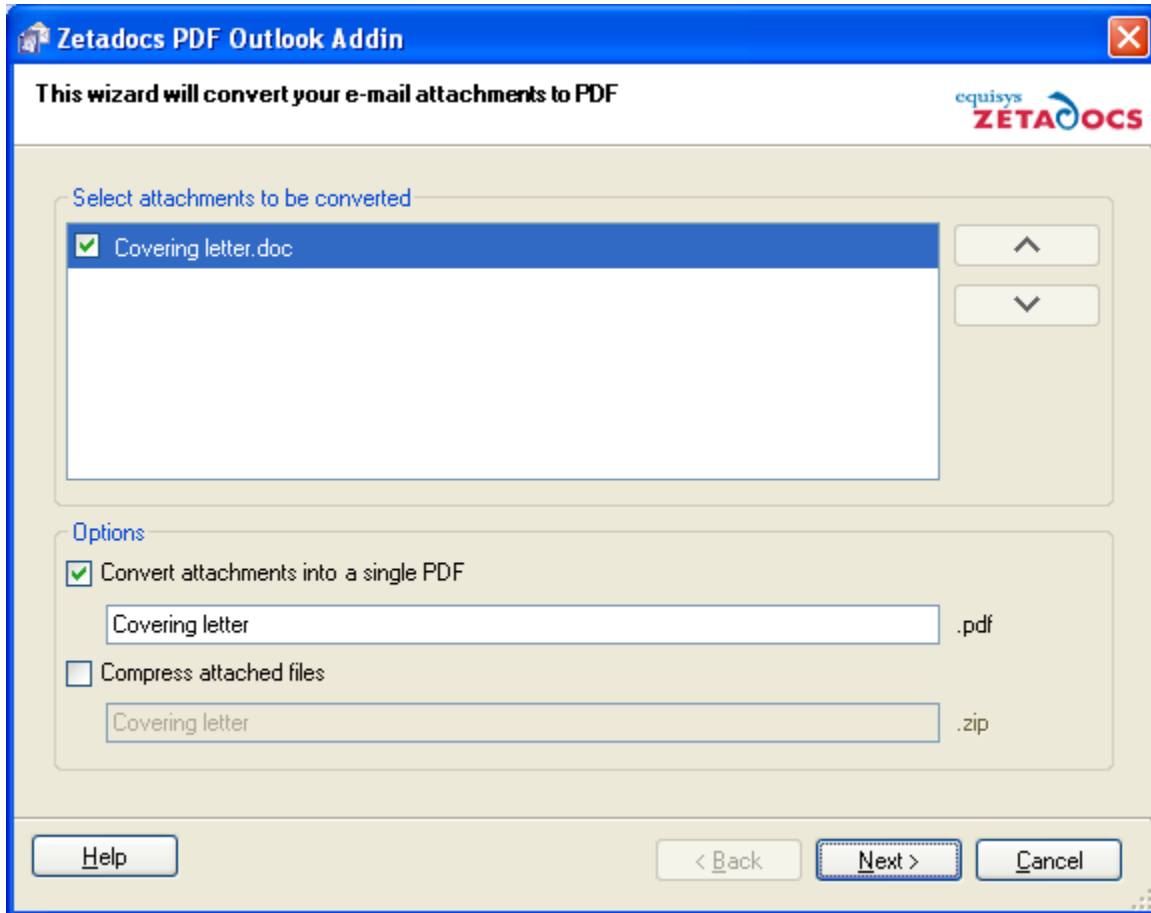 Zetadocs PDF Outlook Addin
This wizard will convert your e-mail attachments to PDF
equisys
ZETADOCS
Select attachments to be converted
Covering letter.doc
Options
Convert attachments into a single PDF
Covering letter .pdf
Compress attached files
Covering letter .zip
Help < Back Next > Cancel